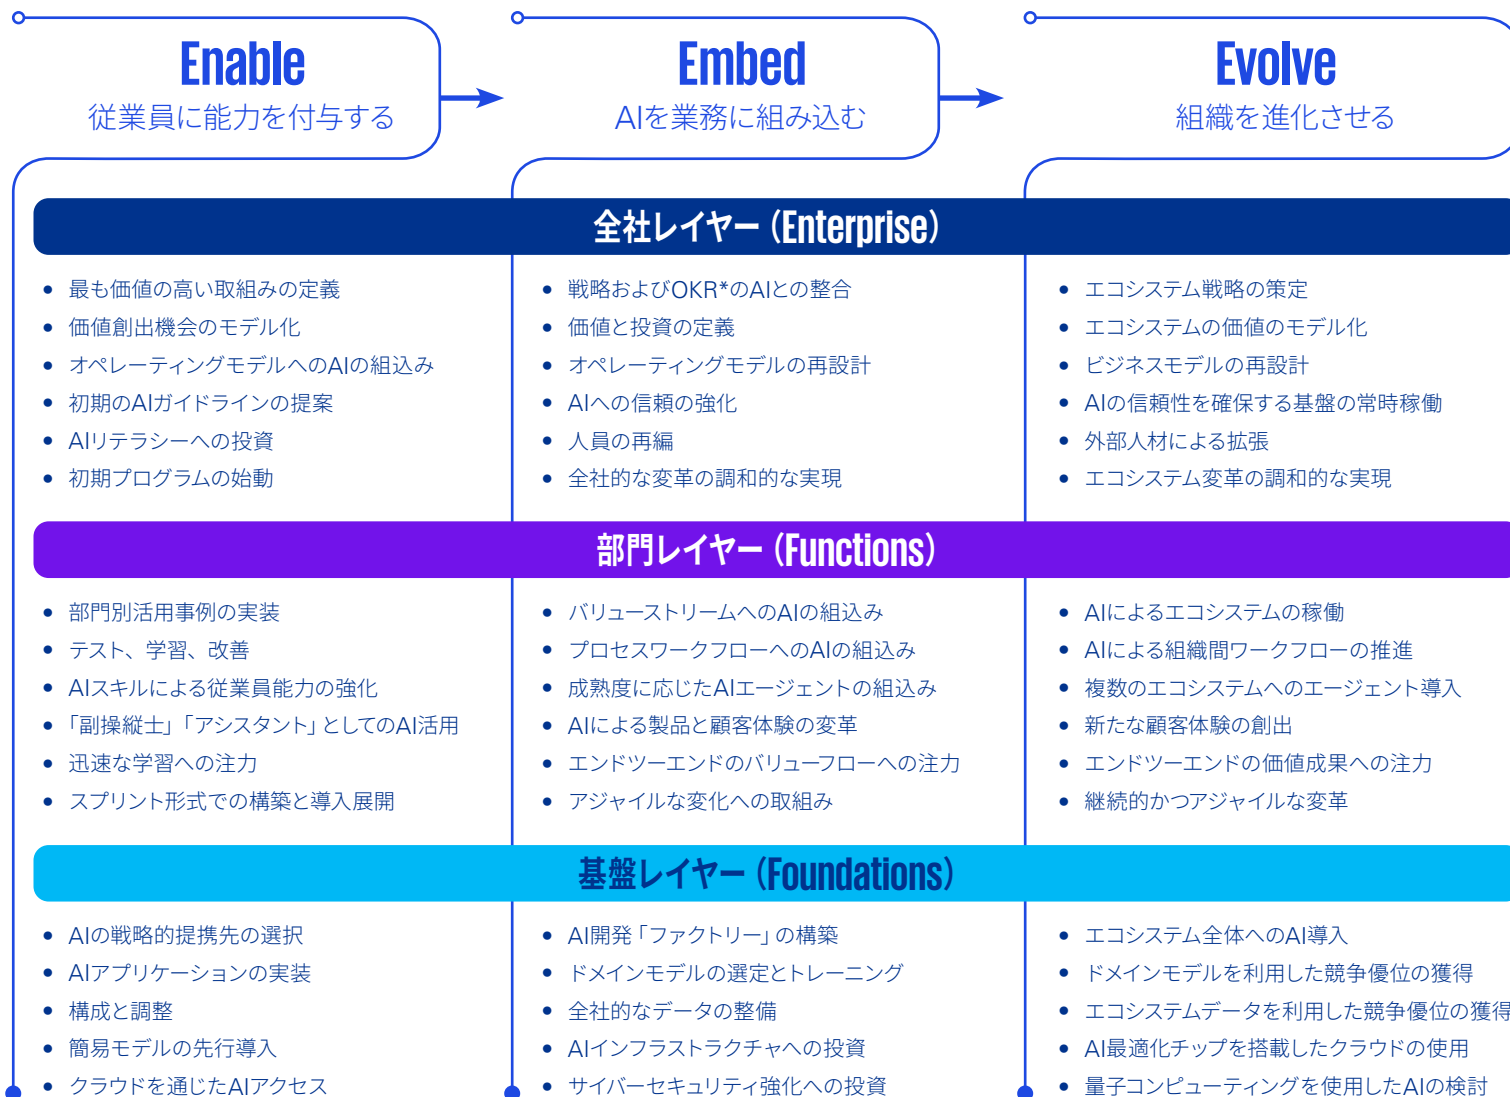 Enable
従業員に能力を付与する
Embed
AIを業務に組み込む
Evolve
組織を進化させる
全社レイヤー（Enterprise）
最も価値の高い取組みの定義
価値創出機会のモデル化
オペレーティングモデルへのAIの組込み
初期のAIガイドラインの提案
AIリテラシーへの投資
初期プログラムの始動
戦略およびOKR*のAIとの整合
価値と投資の定義
オペレーティングモデルの再設計
AIへの信頼の強化
人員の再編
全社的な変革の調和的な実現
エコシステム戦略の策定
エコシステムの価値のモデル化
ビジネスモデルの再設計
AIの信頼性を確保する基盤の常時稼働
外部人材による拡張
エコシステム変革の調和的な実現
部門レイヤー（Functions）
部門別活用事例の実装
テスト、学習、改善
AIスキルによる従業員能力の強化
「副操縦士」「アシスタント」としてのAI活用
迅速な学習への注力
スプリント形式での構築と導入展開
バリューストリームへのAIの組込み
プロセスワークフローへのAIの組込み
成熟度に応じたAIエージェントの組込み
AIによる製品と顧客体験の変革
エンドツーエンドのバリューフローへの注力
アジャイルな変化への取組み
AIによるエコシステムの稼働
AIによる組織間ワークフローの推進
複数のエコシステムへのエージェント導入
新たな顧客体験の創出
エンドツーエンドの価値成果への注力
継続的かつアジャイルな変革
基盤レイヤー（Foundations）
AIの戦略的提携先の選択
AIアプリケーションの実装
構成と調整
簡易モデルの先行導入
クラウドを通じたAIアクセス
AI開発「ファクトリー」の構築
ドメインモデルの選定とトレーニング
全社的なデータの整備
AIインフラストラクチャへの投資
サイバーセキュリティ強化への投資
エコシステム全体へのAI導入
ドメインモデルを利用した競争優位の獲得
エコシステムデータを利用した競争優位の獲得
AI最適化チップを搭載したクラウドの使用
量子コンピューティングを使用したAIの検討